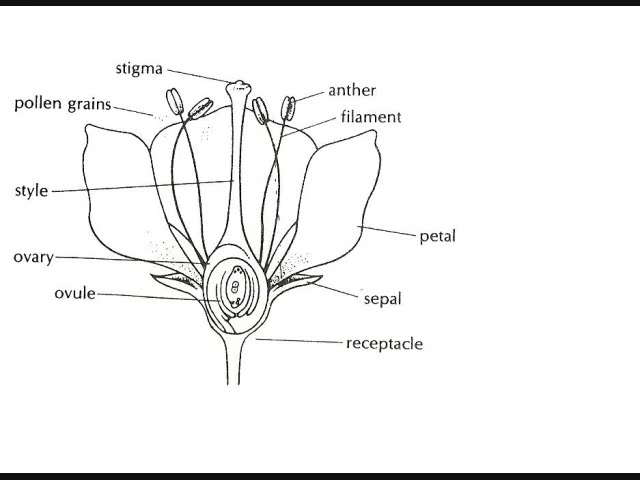 stigma
anther
pollen grains
filament
style
petal
ovary
ovule
sepal
receptacle